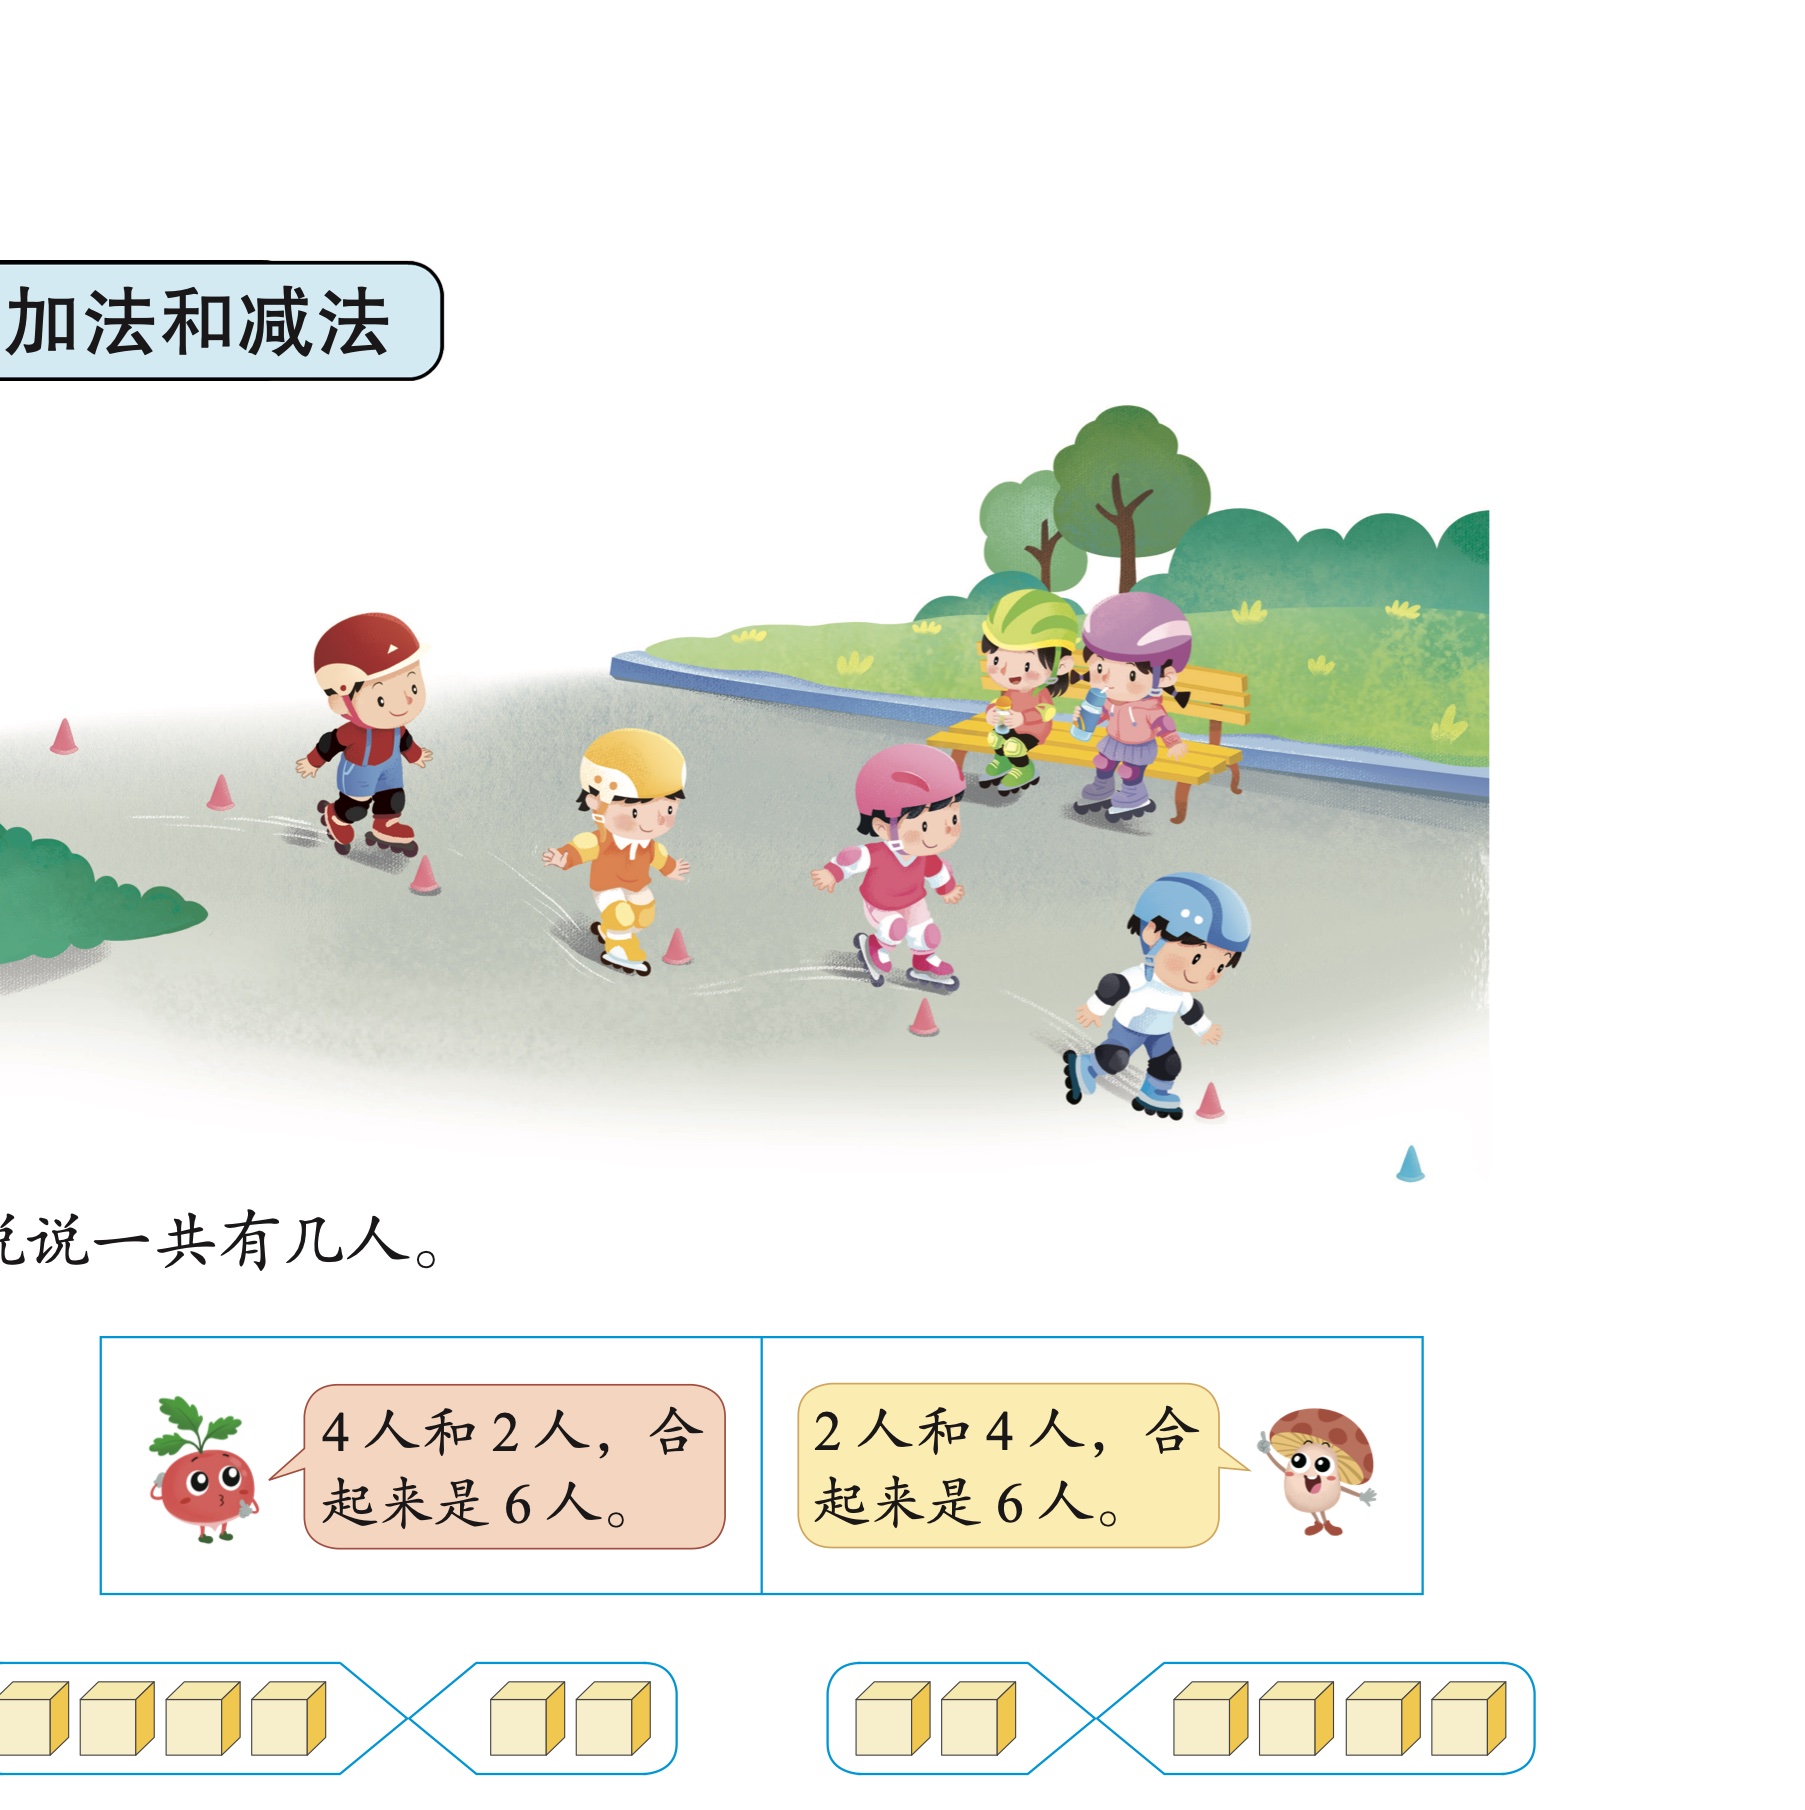 加法和减法
说说一共有几人。
4人和2人，合
起来是6人。
2人和4人，合
起来是6人。